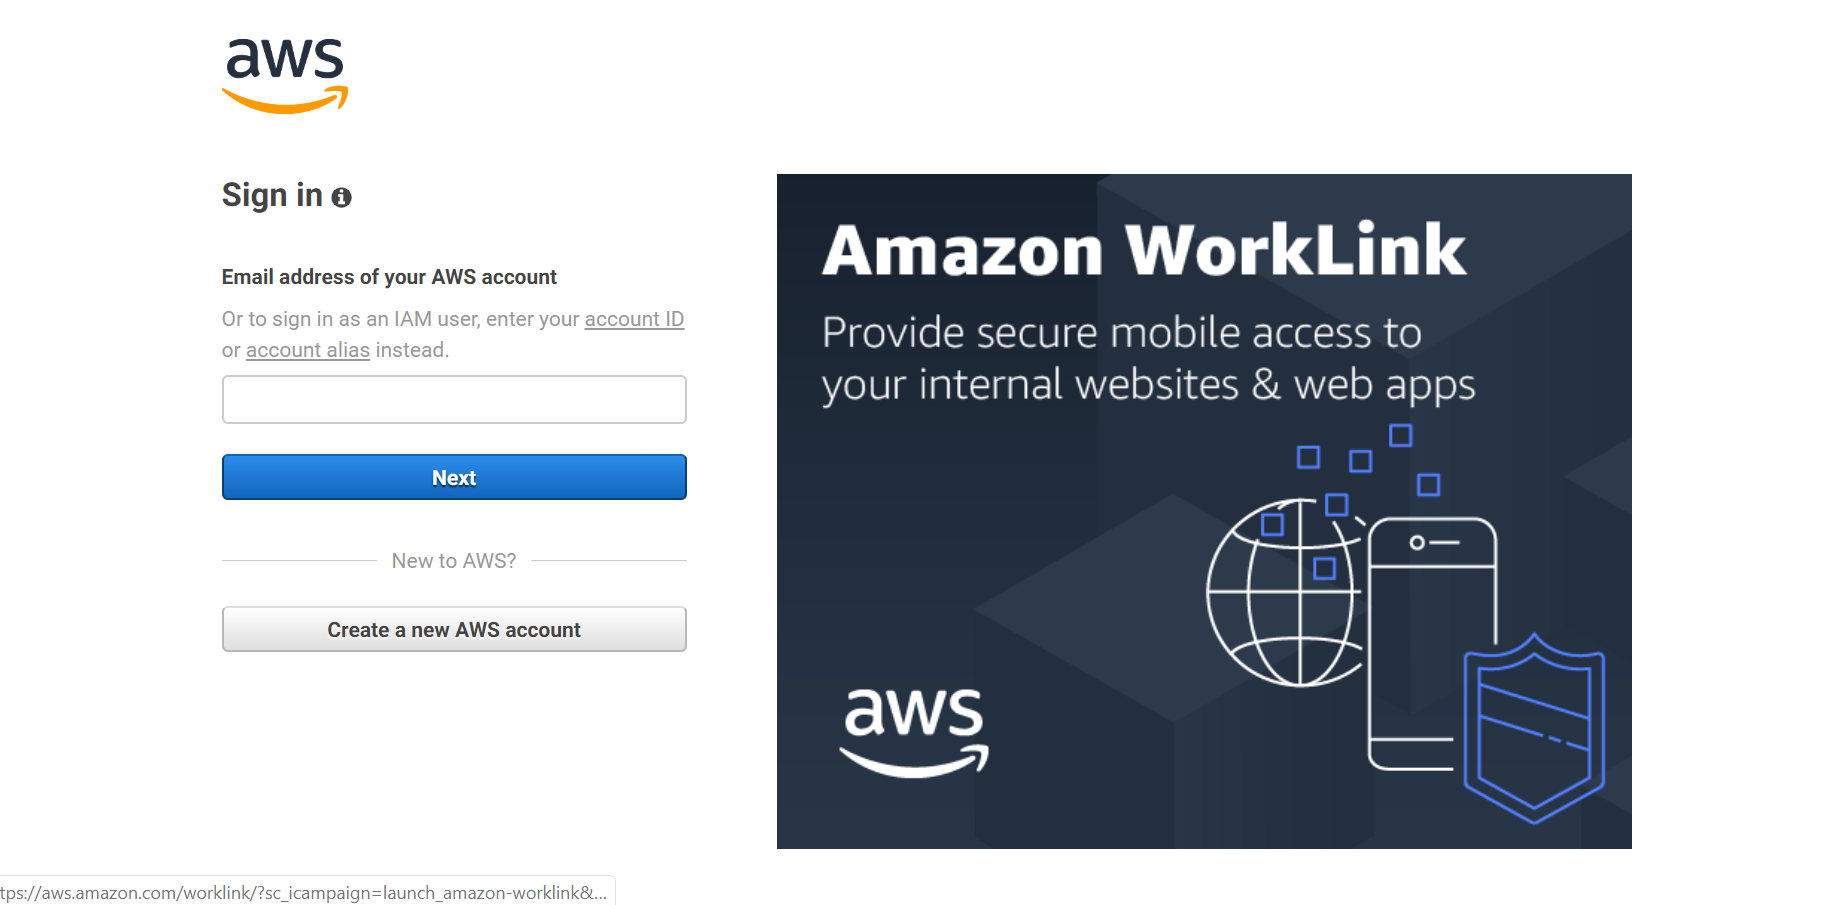 aws
Sign in
Email address of your AWS account
Or to sign in as an IAM user, enter your account ID
or account alias instead.
Next
New to AWS?
Create a new AWS account
Amazon WorkLink
Provide secure mobile access to
your internal websites & web apps
aws
tps://aws.amazon.com/worklink/?sc_icampaign=launch_amazon-worklink&...